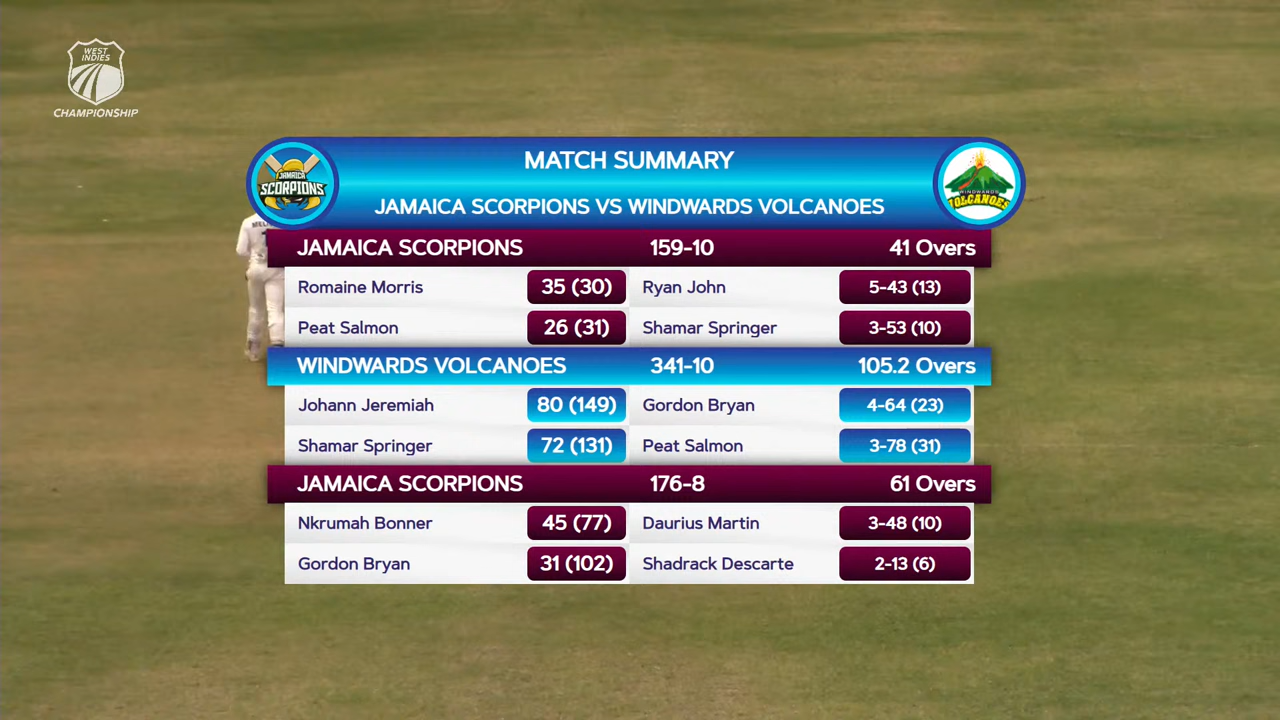 WEST
INDIES
CHAMPIONSHIP
MATCH SUMMARY
JAMAICA SCORPIONS VS WINDWARDS VOLCANOES
JAMAICA
SCORPIONS
WINDWARDS
VOLCANOES
JAMAICA SCORPIONS 159-10 41 Overs
Romaine Morris 35 (30) Ryan John 5-43 (13)
Peat Salmon 26 (31) Shamar Springer 3-53 (10)
WINDWARDS VOLCANOES 341-10 105.2 Overs
Johann Jeremiah 80 (149) Gordon Bryan 4-64 (23)
Shamar Springer 72 (131) Peat Salmon 3-78 (31)
JAMAICA SCORPIONS 176-8 61 Overs
Nkrumah Bonner 45 (77) Daurius Martin 3-48 (10)
Gordon Bryan 31 (102) Shadrack Descarte 2-13 (6)